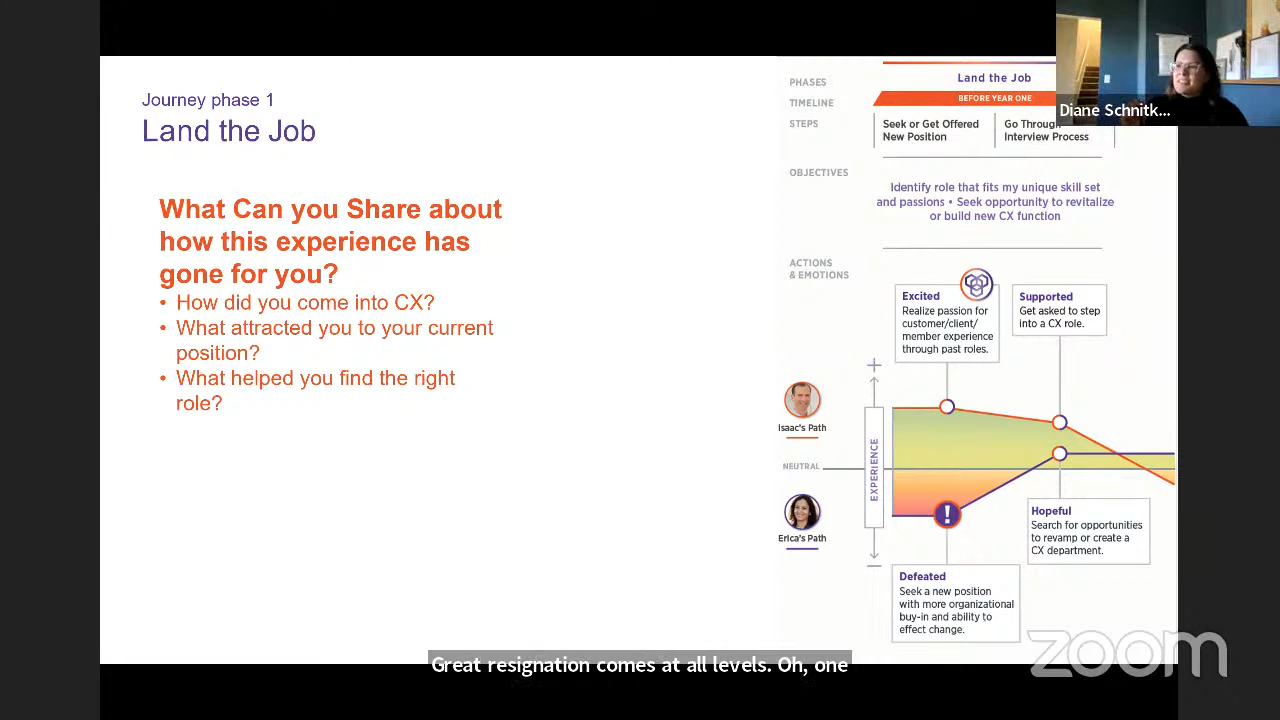 Journey phase 1
Land the Job
What Can you Share about
how this experience has
gone for you?
• How did you come into CX?
• What attracted you to your current
position?
• What helped you find the right
role?
PHASES
Land the Job
TIMELINE
BEFORE YEAR ONE
STEPS
Seek or Get Offered
New Position
Go Through
Interview Process
OBJECTIVES
Identify role that fits my unique skill set
and passions • Seek opportunity to revitalize
or build new CX function
ACTIONS
& EMOTIONS
Excited
Realize passion for
customer/client/
member experience
through past roles.
Supported
Get asked to step
into a CX role.
+
Isaac's Path
NEUTRAL
EXPERIENCE
Erica's Path
!
Hopeful
Search for opportunities
to revamp or create a
CX department.
–
Defeated
Seek a new position
with more organizational
buy-in and ability to
effect change.
Diane Schnitk...
Great resignation comes at all levels. Oh, one
zoom